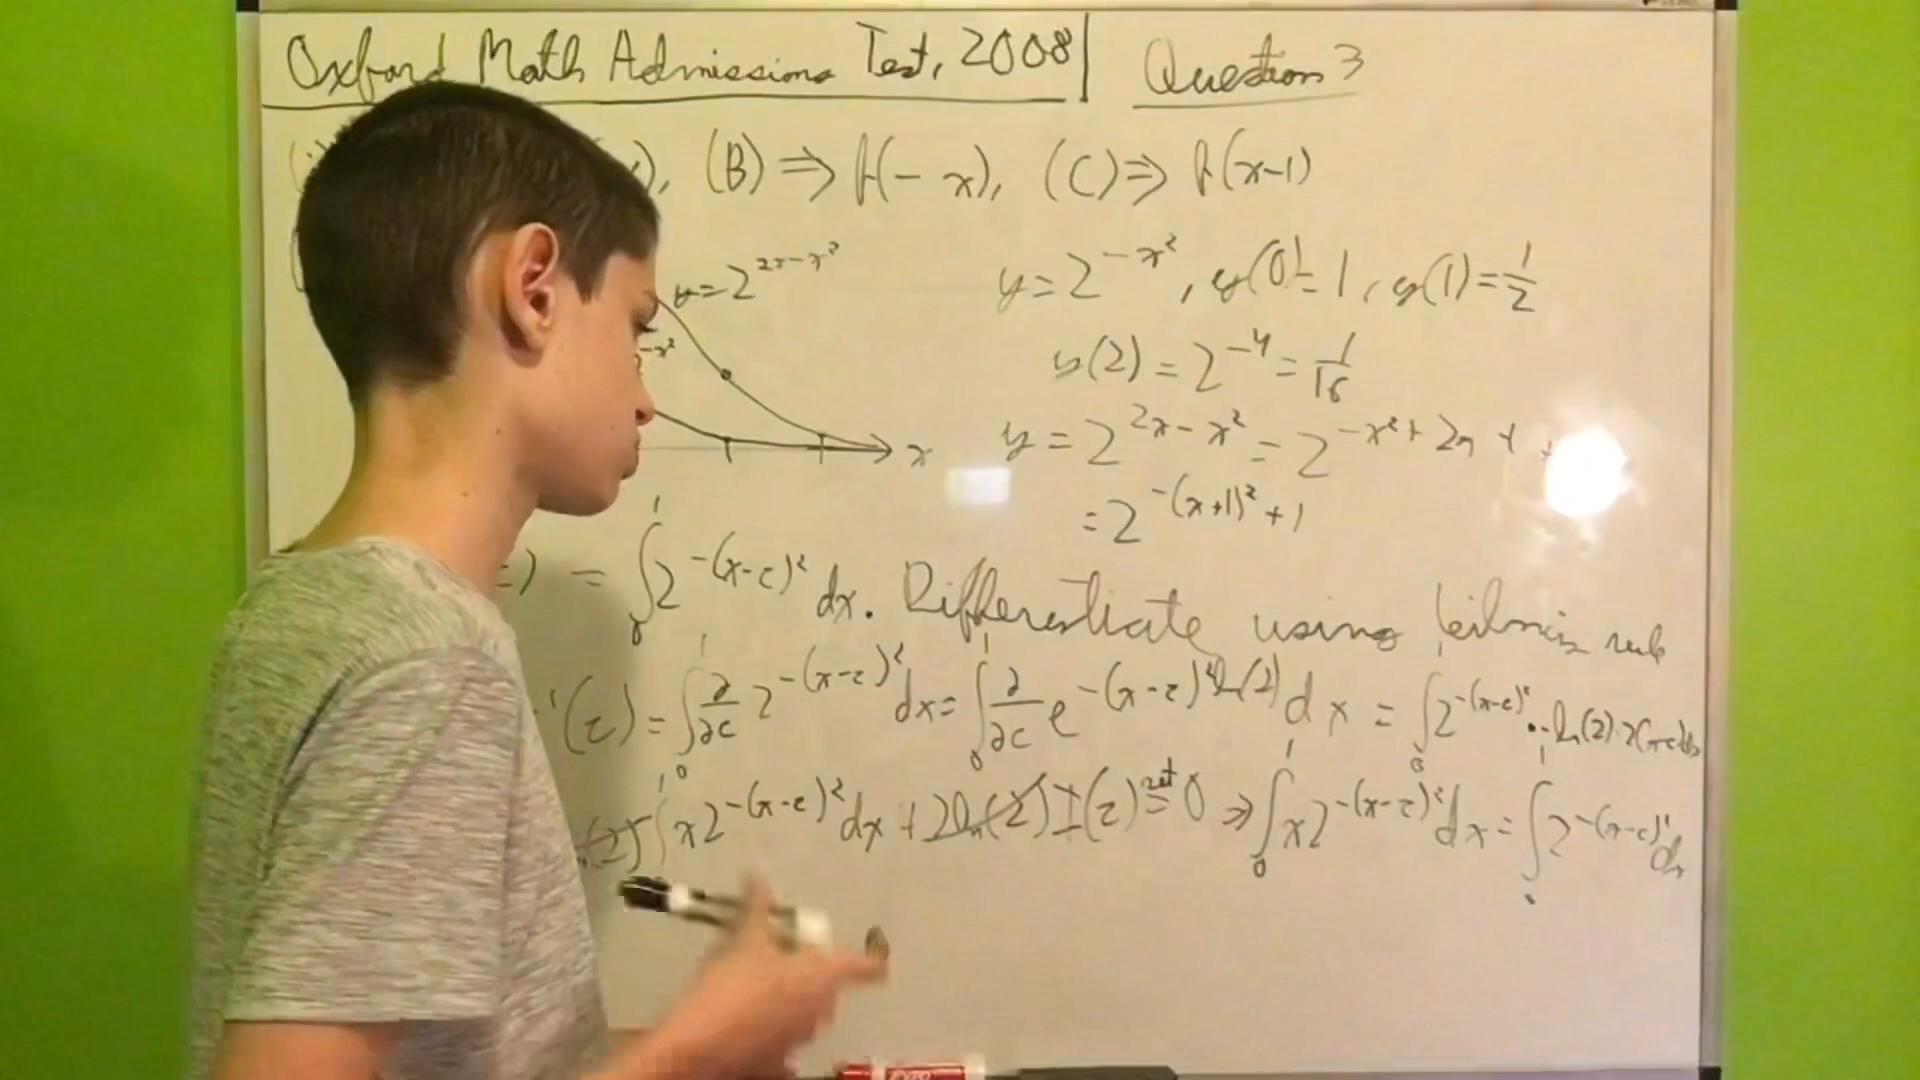 Oxford Math Admissions Test, 2008 | Question 3
), (B) ⇒ f(-x), (C) ⇒ f(x-1)
y = 2^{2x-x²}
-x²
x
y = 2^{-x²}, y(0) = 1, y(1) = 1/2
y(2) = 2^{-4} = 1/16
y = 2^{2x-x²} = 2^{-x²+2x+
= 2^{-(x+1)²+1}
) = ∫₀¹ 2^{-(x-c)²} dx. Differentiate using Leibniz rule
'(c) = ∫₀¹ ∂/∂c 2^{-(x-c)²} dx = ∫₀¹ ∂/∂c e^{-(x-c)² ln(2)} dx = ∫₀¹ 2^{-(x-c)²} · ln(2) · 2(x-c) dx
(2) ∫₀¹ x 2^{-(x-c)²} dx + 2 ln(2) I(c) set = 0 ⇒ ∫₀¹ x 2^{-(x-c)²} dx = ∫₀¹ 2^{-(x-c)²} dx
EXPO